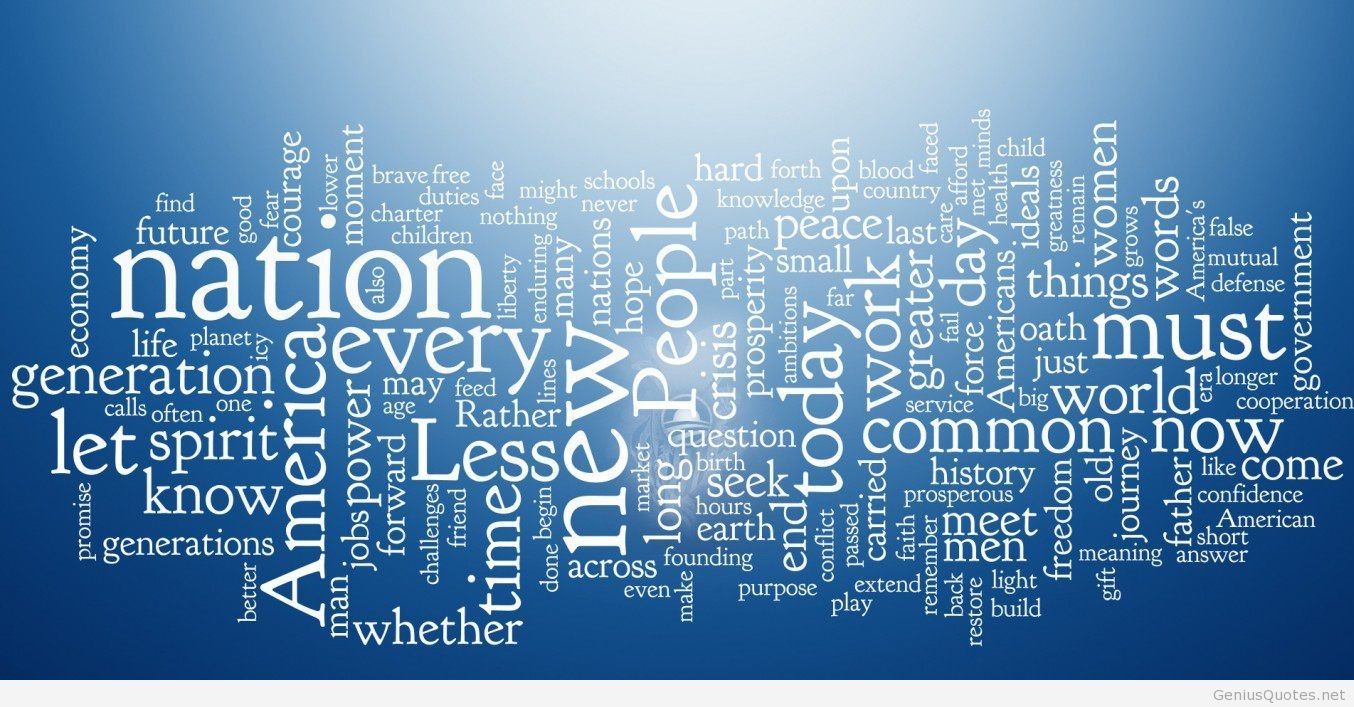 economy
find
future
good
fear
courage
lower
moment
nation
also
brave
free
duties
charter
children
face
nothing
might
schools
never
liberty
enduring
many
nations
hope
People
hard
forth
knowledge
upon
blood
country
faced
path
peace
last
care
afford
met
minds
child
health
ideals
greatness
remain
women
grows
words
America's
false
mutual
defense
government
part
prosperity
small
ambitions
far
work
greater
day
fail
force
Americans
things
oath
just
must
life
planet
icy
generation
America
every
lines
new
crisis
today
service
big
world
era
longer
cooperation
calls
often
one
let
spirit
know
power
may
age
feed
Rather
Less
question
common
now
promise
generations
better
man
jobs
forward
challenges
friend
time
begin
done
whether
across
even
make
market
long
birth
seek
hours
earth
founding
purpose
end
conflict
passed
carried
play
extend
faith
remember
history
prosperous
meet
men
back
restore
light
build
freedom
old
journey
meaning
gift
father
like
come
confidence
American
short
answer
GeniusQuotes.net